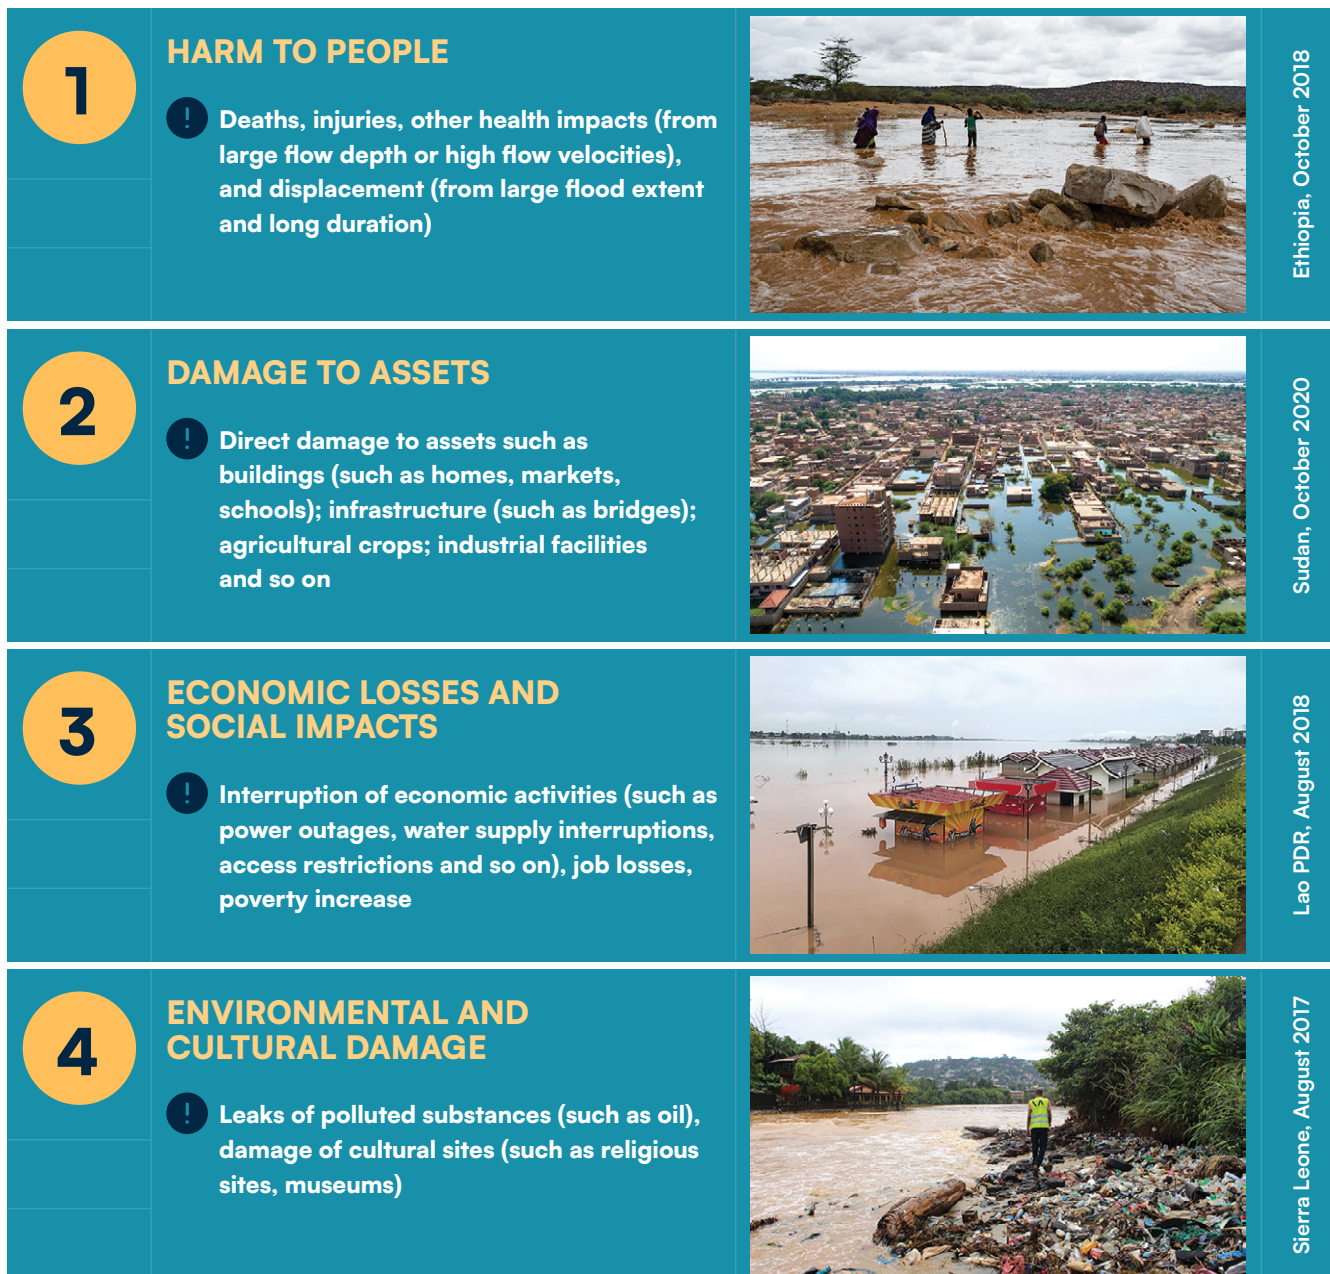 1
HARM TO PEOPLE
!
Deaths, injuries, other health impacts (from
large flow depth or high flow velocities),
and displacement (from large flood extent
and long duration)
Ethiopia, October 2018
2
DAMAGE TO ASSETS
!
Direct damage to assets such as
buildings (such as homes, markets,
schools); infrastructure (such as bridges);
agricultural crops; industrial facilities
and so on
Sudan, October 2020
3
ECONOMIC LOSSES AND
SOCIAL IMPACTS
!
Interruption of economic activities (such as
power outages, water supply interruptions,
access restrictions and so on), job losses,
poverty increase
Lao PDR, August 2018
4
ENVIRONMENTAL AND
CULTURAL DAMAGE
!
Leaks of polluted substances (such as oil),
damage of cultural sites (such as religious
sites, museums)
Sierra Leone, August 2017